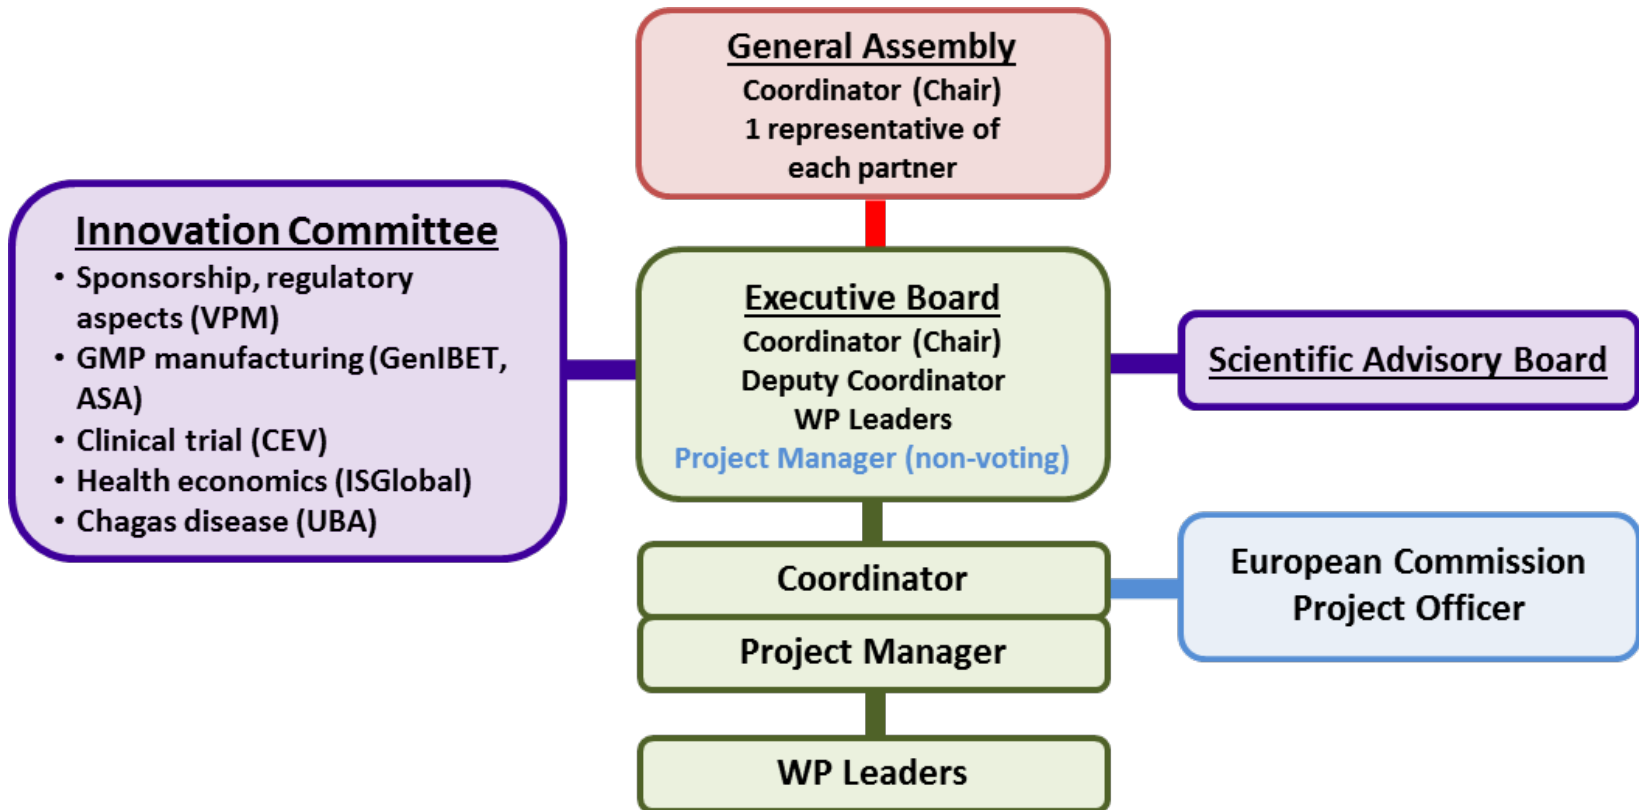 General Assembly
Coordinator (Chair)
1 representative of
each partner
Innovation Committee
• Sponsorship, regulatory
aspects (VPM)
• GMP manufacturing (GenIBET,
ASA)
• Clinical trial (CEV)
• Health economics (ISGlobal)
• Chagas disease (UBA)
Executive Board
Coordinator (Chair)
Deputy Coordinator
WP Leaders
Project Manager (non-voting)
Scientific Advisory Board
Coordinator
Project Manager
European Commission
Project Officer
WP Leaders